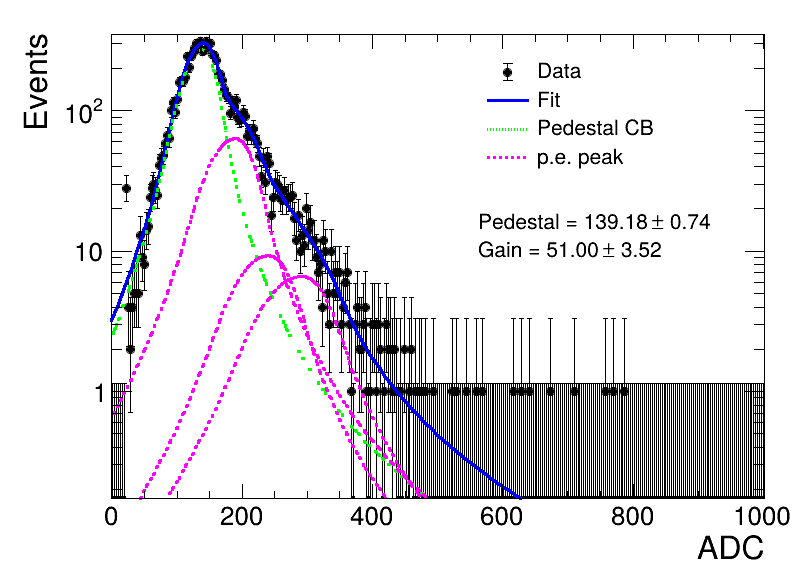 Events
10²
10
1
Data
Fit
Pedestal CB
p.e. peak
Pedestal = 139.18 ± 0.74
Gain = 51.00 ± 3.52
0 200 400 600 800 1000
ADC